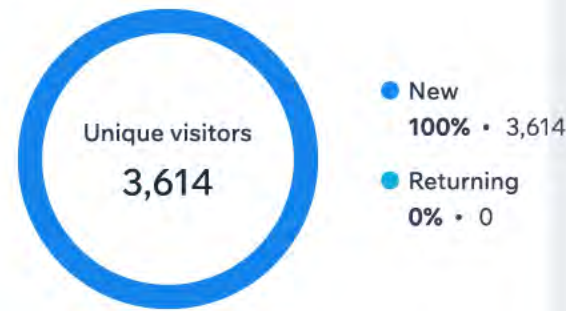 Unique visitors
3,614
New
100% • 3,614
Returning
0% • 0